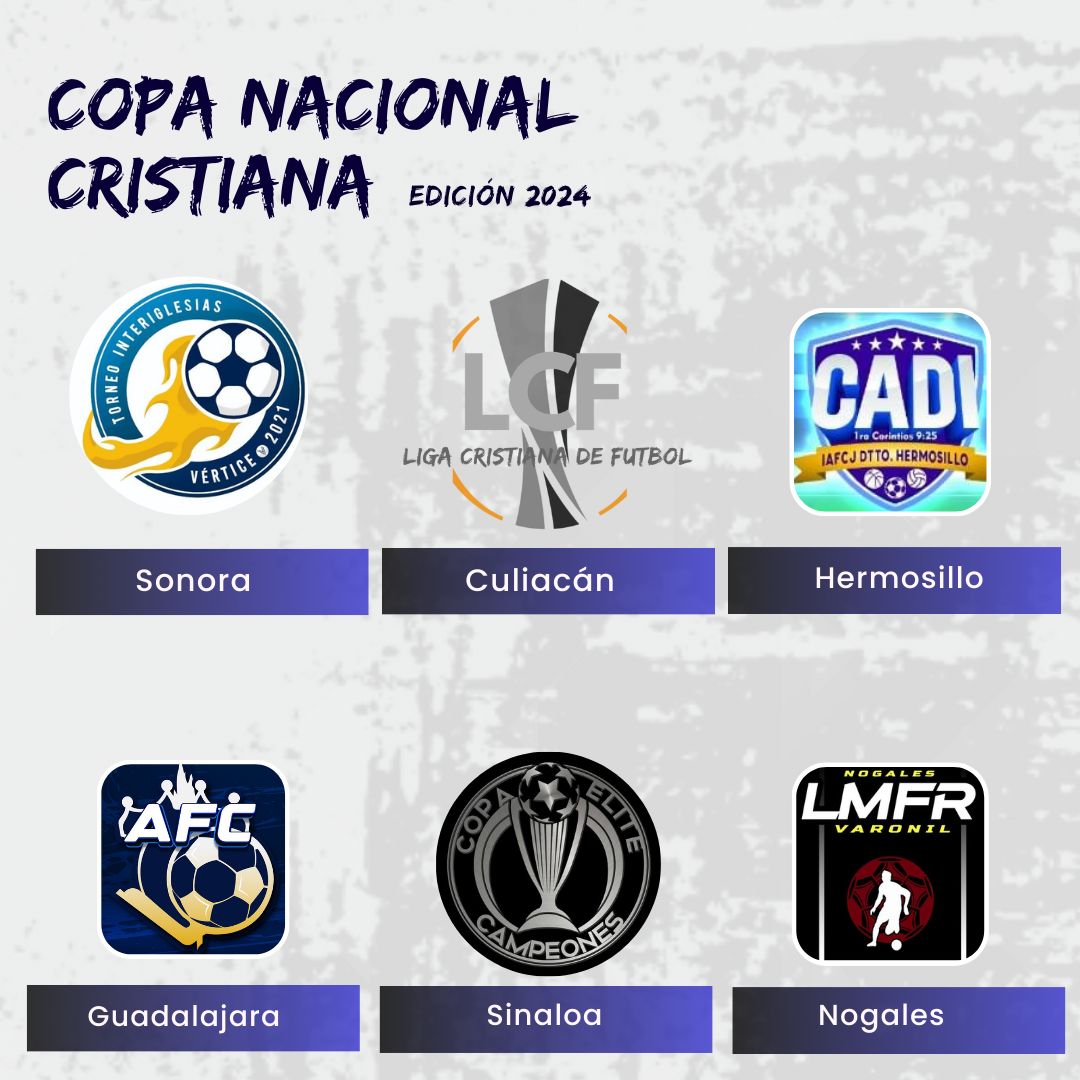 COPA NACIONAL
CRISTIANA EDICIÓN 2024
TORNEO INTERIGLESIAS
VÉRTICE 2021
LCF
LIGA CRISTIANA DE FUTBOL
CADI
1ra Corintios 9:25
IAFCJ DTTO. HERMOSILLO
Sonora
Culiacán
Hermosillo
AFC
COPA ELITE
CAMPEONES
NOGALES
LMFR
VARONIL
Guadalajara
Sinaloa
Nogales